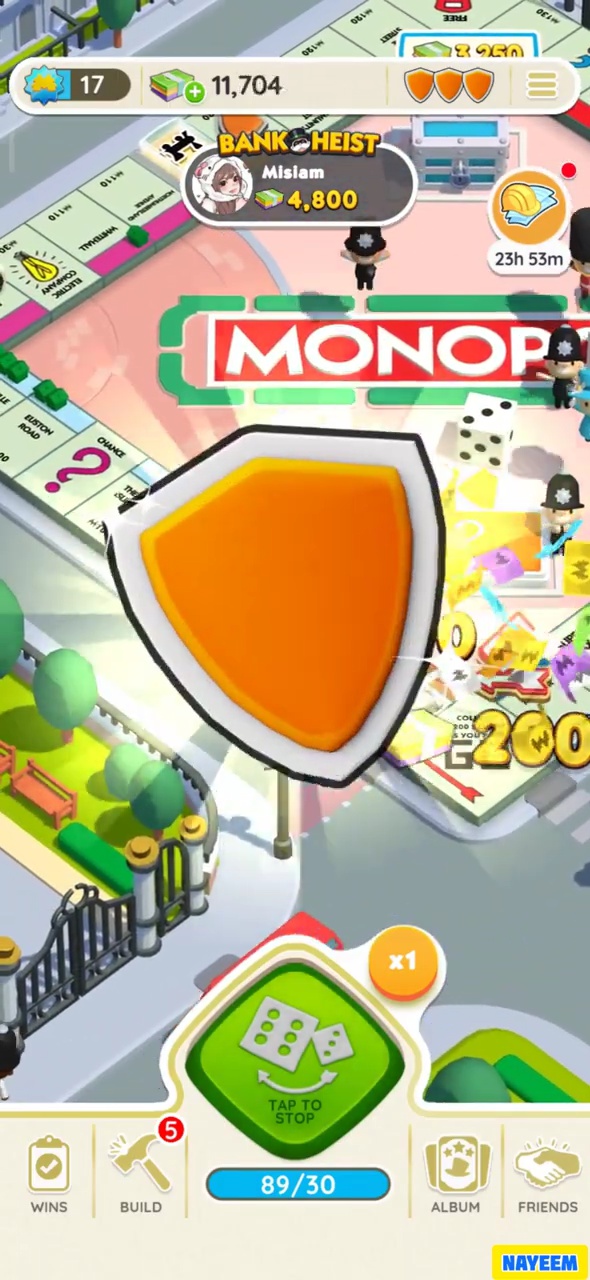 FREE
3,250
17
11,704
BANK HEIST
Misiam
4,800
23h 53m
WHITEHALL
ELECTRIC
COMPANY
MONOP
EUSTON
ROAD
CHANCE
200
x1
TAP TO
STOP
5
89/30
WINS
BUILD
ALBUM
FRIENDS
NAYEEM